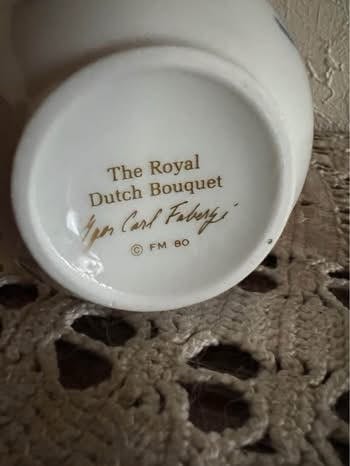 The Royal
Dutch Bouquet
Igor Carl Fabergé
© FM 80